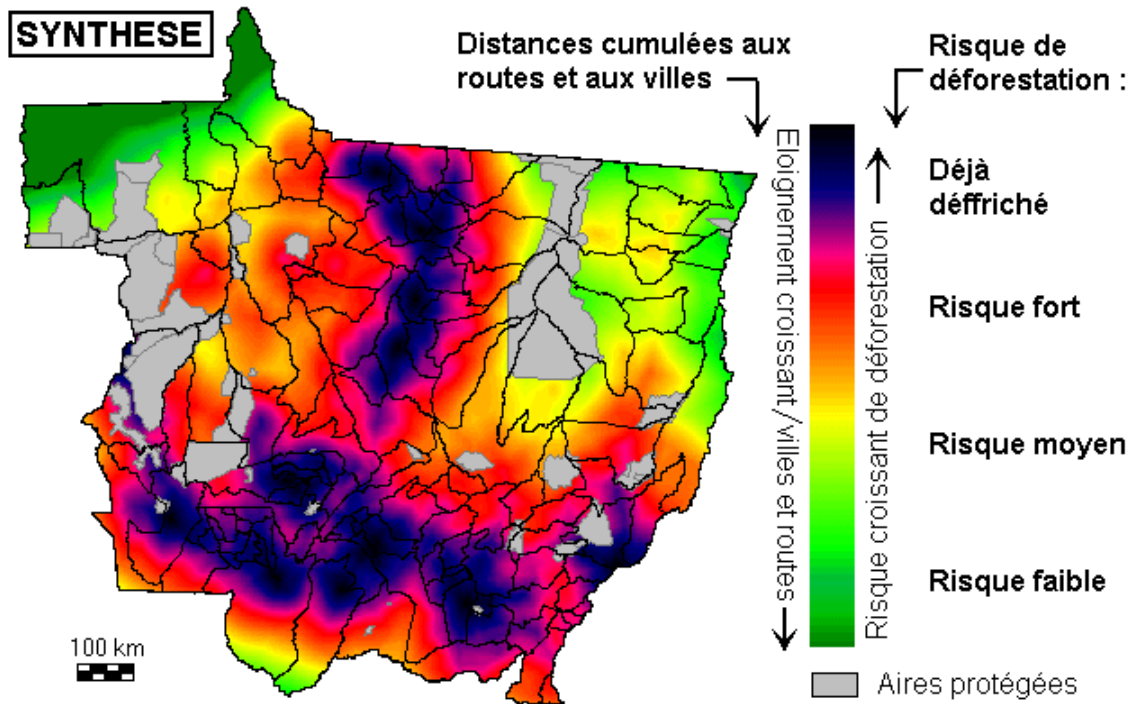 SYNTHESE
Distances cumulées aux
routes et aux villes
Risque de
déforestation :
Eloignement croissant/villes et routes
Risque croissant de déforestation
Déjà
déffriché
Risque fort
Risque moyen
Risque faible
100 km
Aires protégées